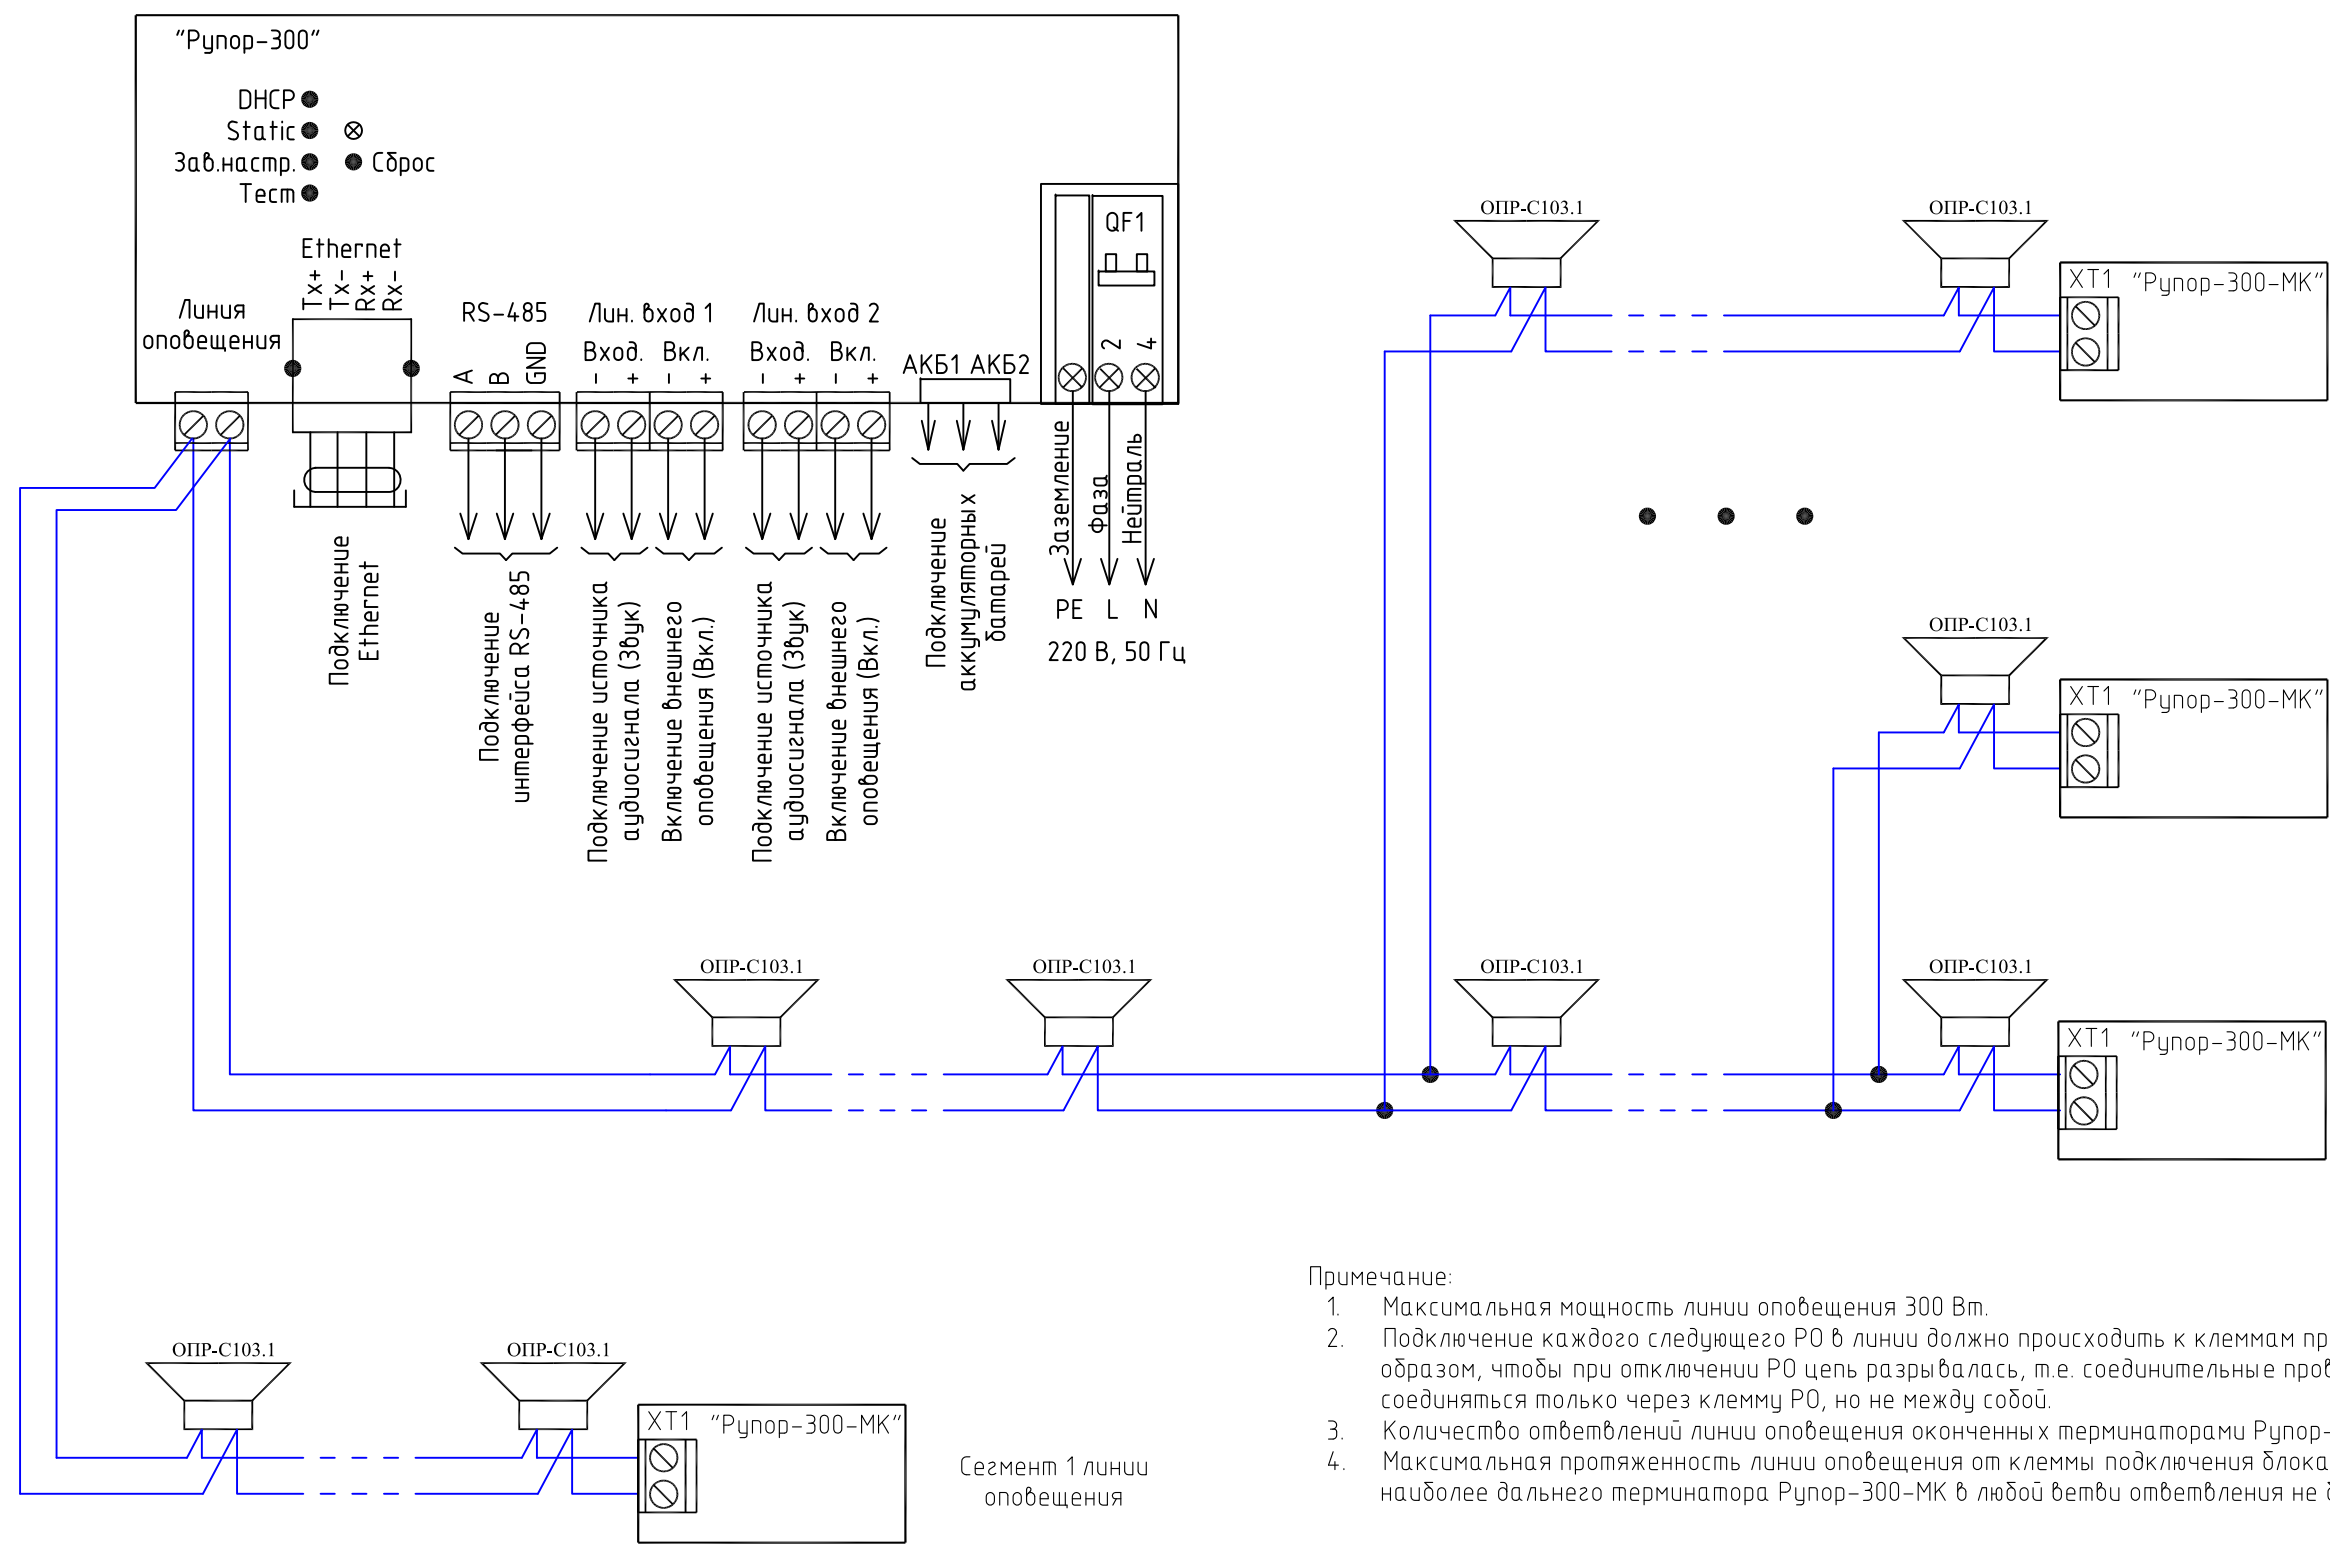 "Рупор-300"
DHCP
Static
Зав.настр.
Сброс
Тест
Ethernet
Tx+
Tx-
Rx+
Rx-
Линия
оповещения
RS-485
A
B
GND
Лин. вход 1
Вход. Вкл.
- + - +
Лин. вход 2
Вход. Вкл.
- + - +
АКБ1 АКБ2
QF1
2
4
Заземление
Фаза
Нейтраль
PE L N
220 В, 50 Гц
Подключение
Ethernet
Подключение
интерфейса RS-485
Подключение источника
аудиосигнала (Звук)
Включение внешнего
оповещения (Вкл.)
Подключение источника
аудиосигнала (Звук)
Включение внешнего
оповещения (Вкл.)
Подключение
аккумуляторных
батарей
ОПР-С103.1
ОПР-С103.1
XT1 "Рупор-300-МК"
ОПР-С103.1
XT1 "Рупор-300-МК"
ОПР-С103.1
ОПР-С103.1
ОПР-С103.1
ОПР-С103.1
XT1 "Рупор-300-МК"
ОПР-С103.1
ОПР-С103.1
XT1 "Рупор-300-МК"
Сегмент 1 линии
оповещения
Примечание:
1. Максимальная мощность линии оповещения 300 Вт.
2. Подключение каждого следующего РО в линии должно происходить к клеммам пр
образом, чтобы при отключении РО цепь разрывалась, т.е. соединительные пров
соединяться только через клемму РО, но не между собой.
3. Количество ответвлений линии оповещения оконченных терминаторами Рупор-
4. Максимальная протяженность линии оповещения от клеммы подключения блока
наиболее дальнего терминатора Рупор-300-МК в любой ветви ответвления не